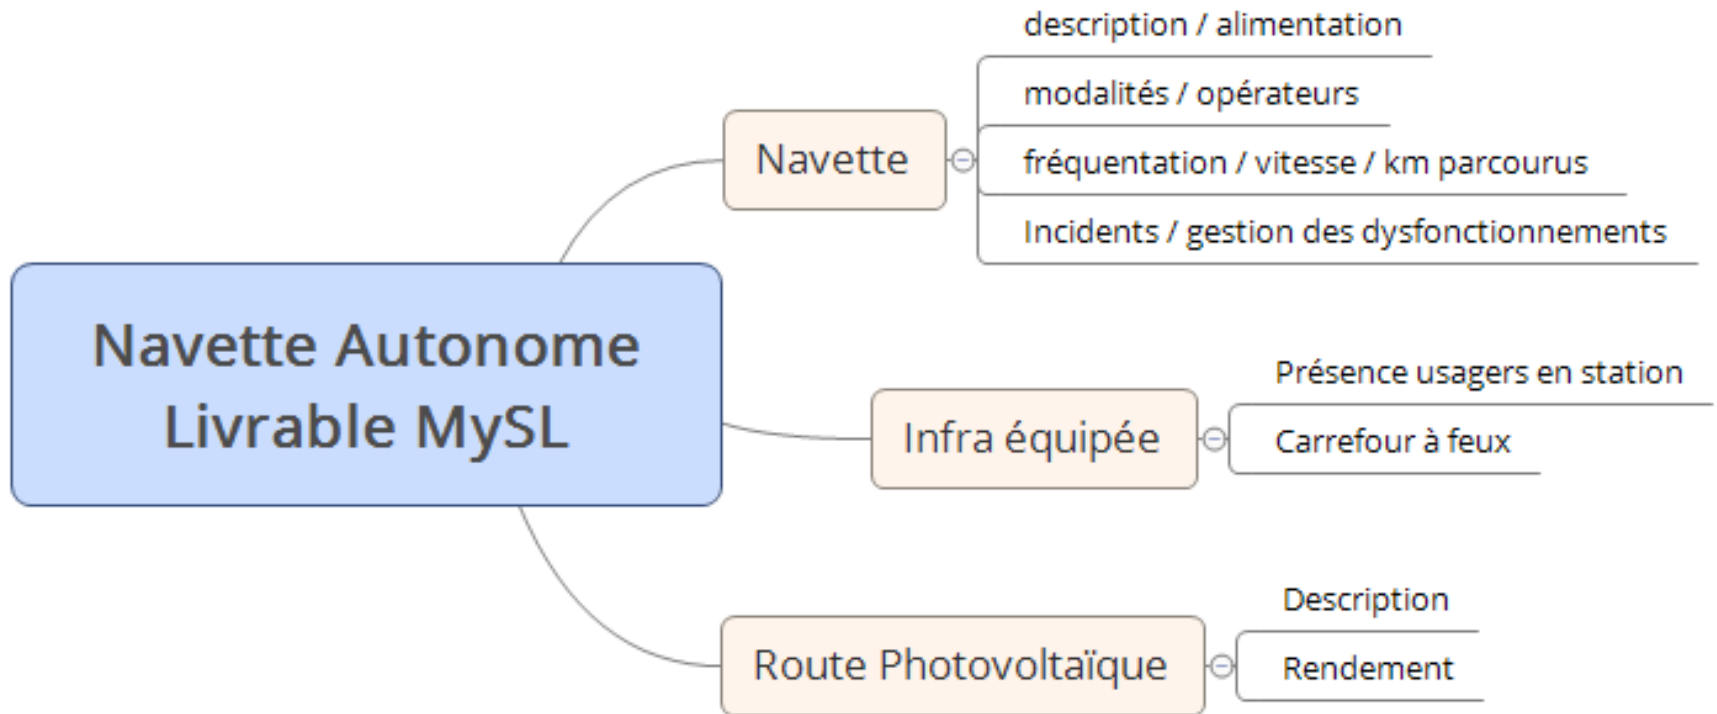 Navette Autonome
Livrable MySL
Navette
description / alimentation
modalités / opérateurs
fréquentation / vitesse / km parcourus
Incidents / gestion des dysfonctionnements
Infra équipée
Présence usagers en station
Carrefour à feux
Route Photovoltaïque
Description
Rendement